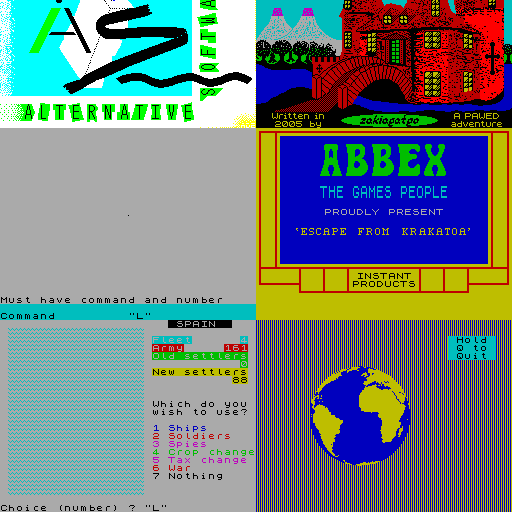 SOFTWA
ALTERNATIVE
Written in
2005 by
zakiapatpo
A PAWED
adventure
Must have command and number
Command "L"
ABBEX
THE GAMES PEOPLE
PROUDLY PRESENT
'ESCAPE FROM KRAKATOA'
INSTANT
PRODUCTS
SPAIN
Fleet 4
Army 161
Old settlers
0
New settlers
88
Which do you
wish to use?
1 Ships
2 Soldiers
3 Spies
4 Crop change
5 Tax change
6 War
7 Nothing
Choice (number) ? "L"
Hold
Q to
Quit